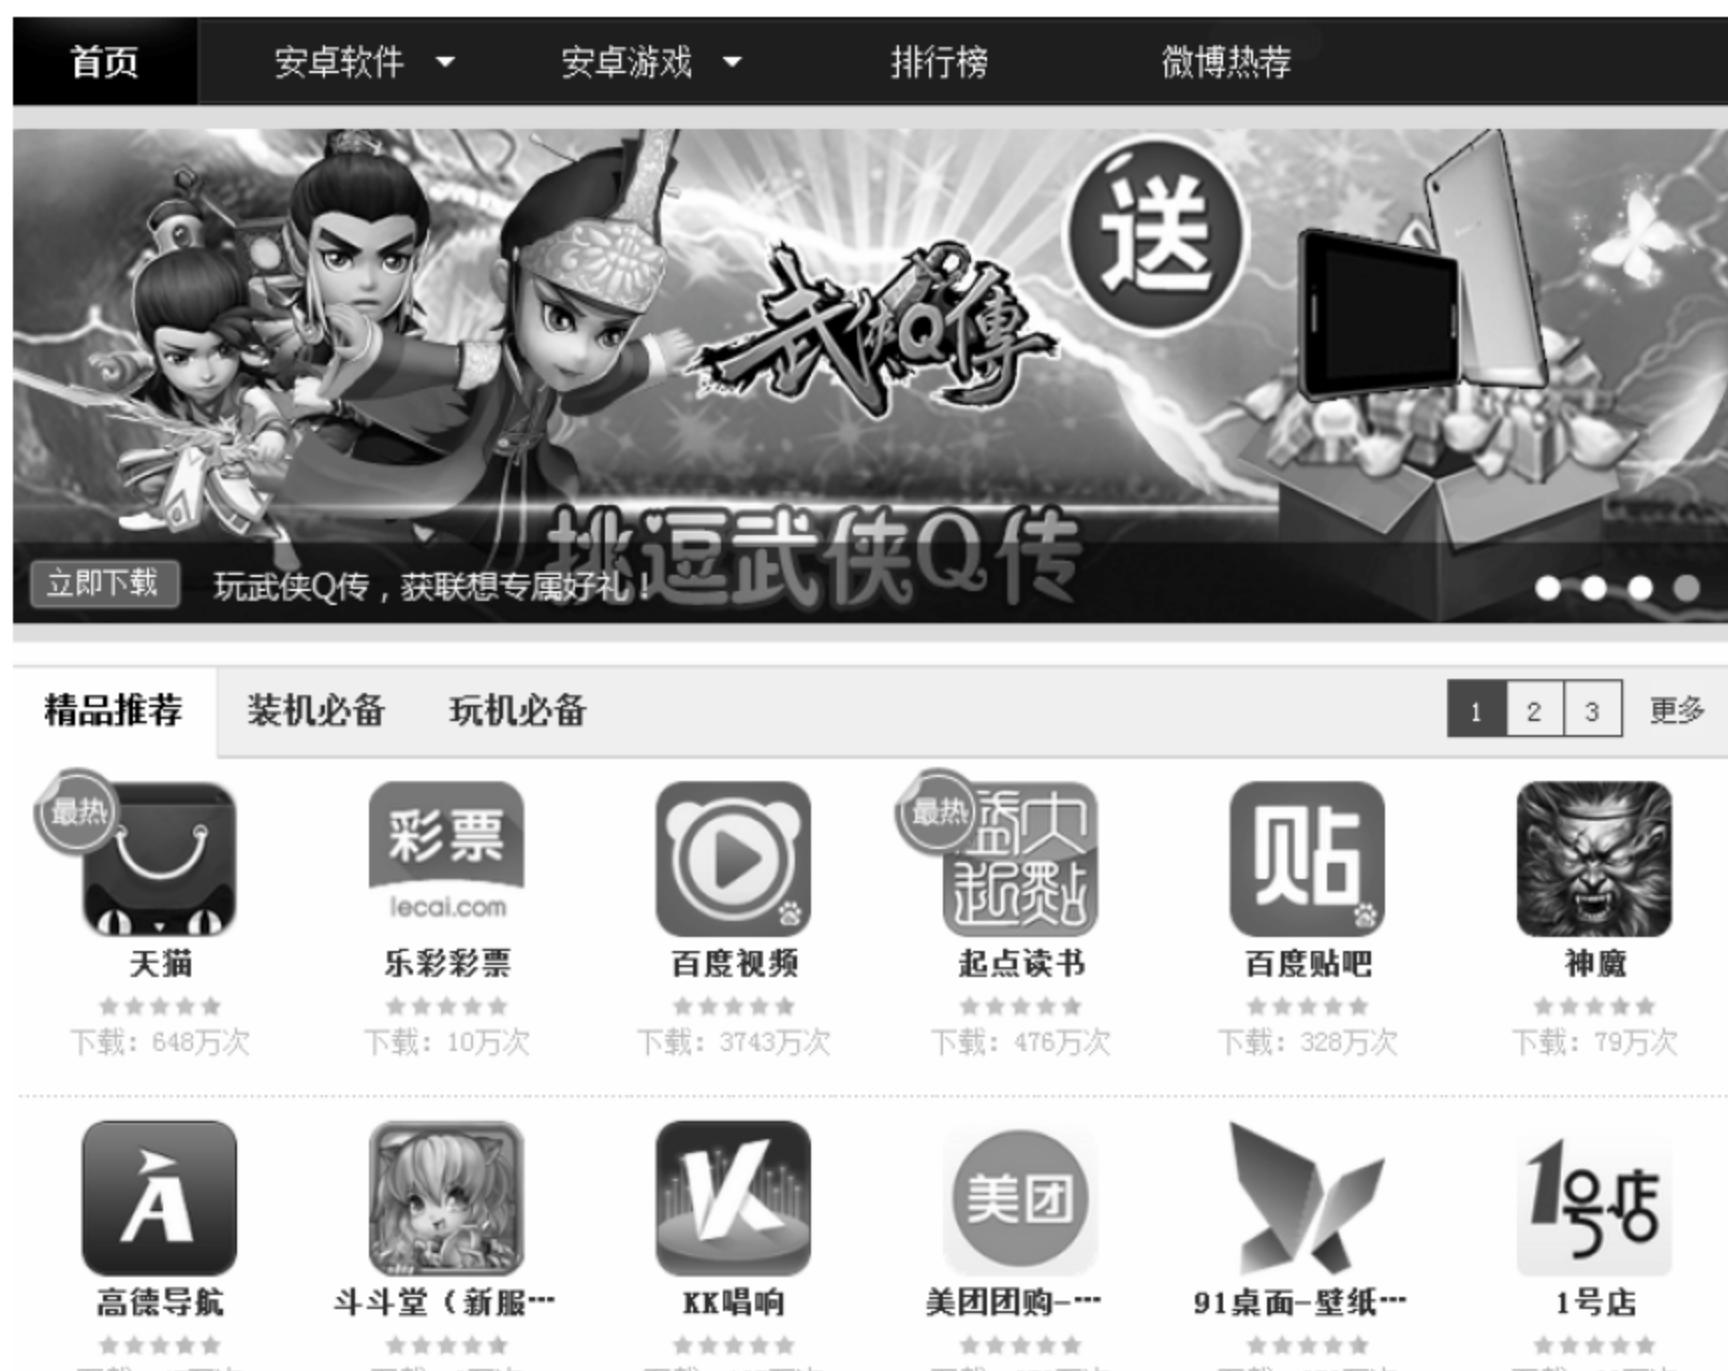 首页 安卓软件 安卓游戏 排行榜 微博热荐
送
武侠Q傳
挑逗武侠Q传
立即下载 玩武侠Q传，获联想专属好礼！
精品推荐 装机必备 玩机必备 1 2 3 更多
最热 彩票 最热 盛大 贴
lecai.com 起點
天猫 乐彩彩票 百度视频 起点读书 百度贴吧 神魔
下载：648万次 下载：10万次 下载：3743万次 下载：476万次 下载：328万次 下载：79万次
A K 美团 1号店
高德导航 斗斗堂（新服… KK唱响 美团团购-… 91桌面-壁纸… 1号店